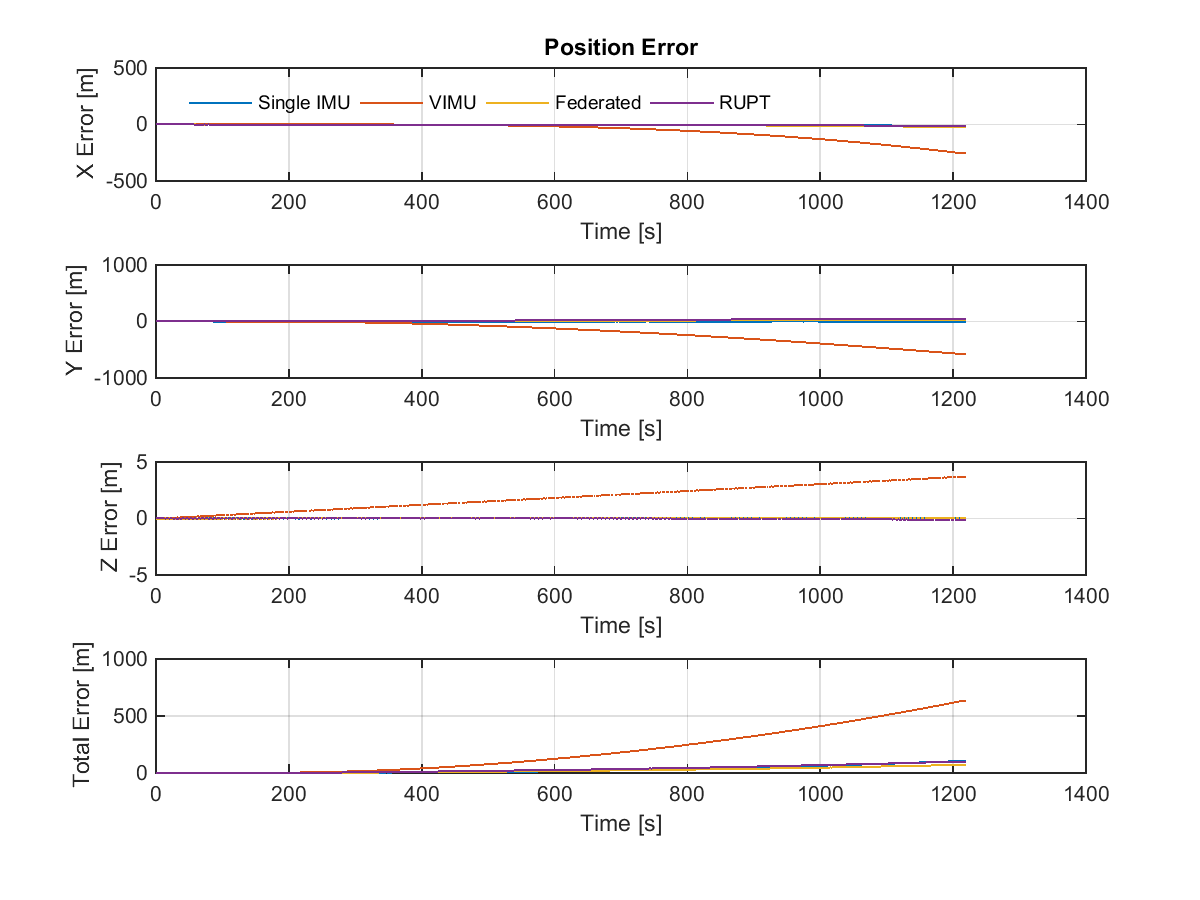 Position Error
X Error [m]
500
0
-500
Single IMU VIMU Federated RUPT
0 200 400 600 800 1000 1200 1400
Time [s]
Y Error [m]
1000
0
-1000
0 200 400 600 800 1000 1200 1400
Time [s]
Z Error [m]
5
0
-5
0 200 400 600 800 1000 1200 1400
Time [s]
Total Error [m]
1000
500
0
0 200 400 600 800 1000 1200 1400
Time [s]